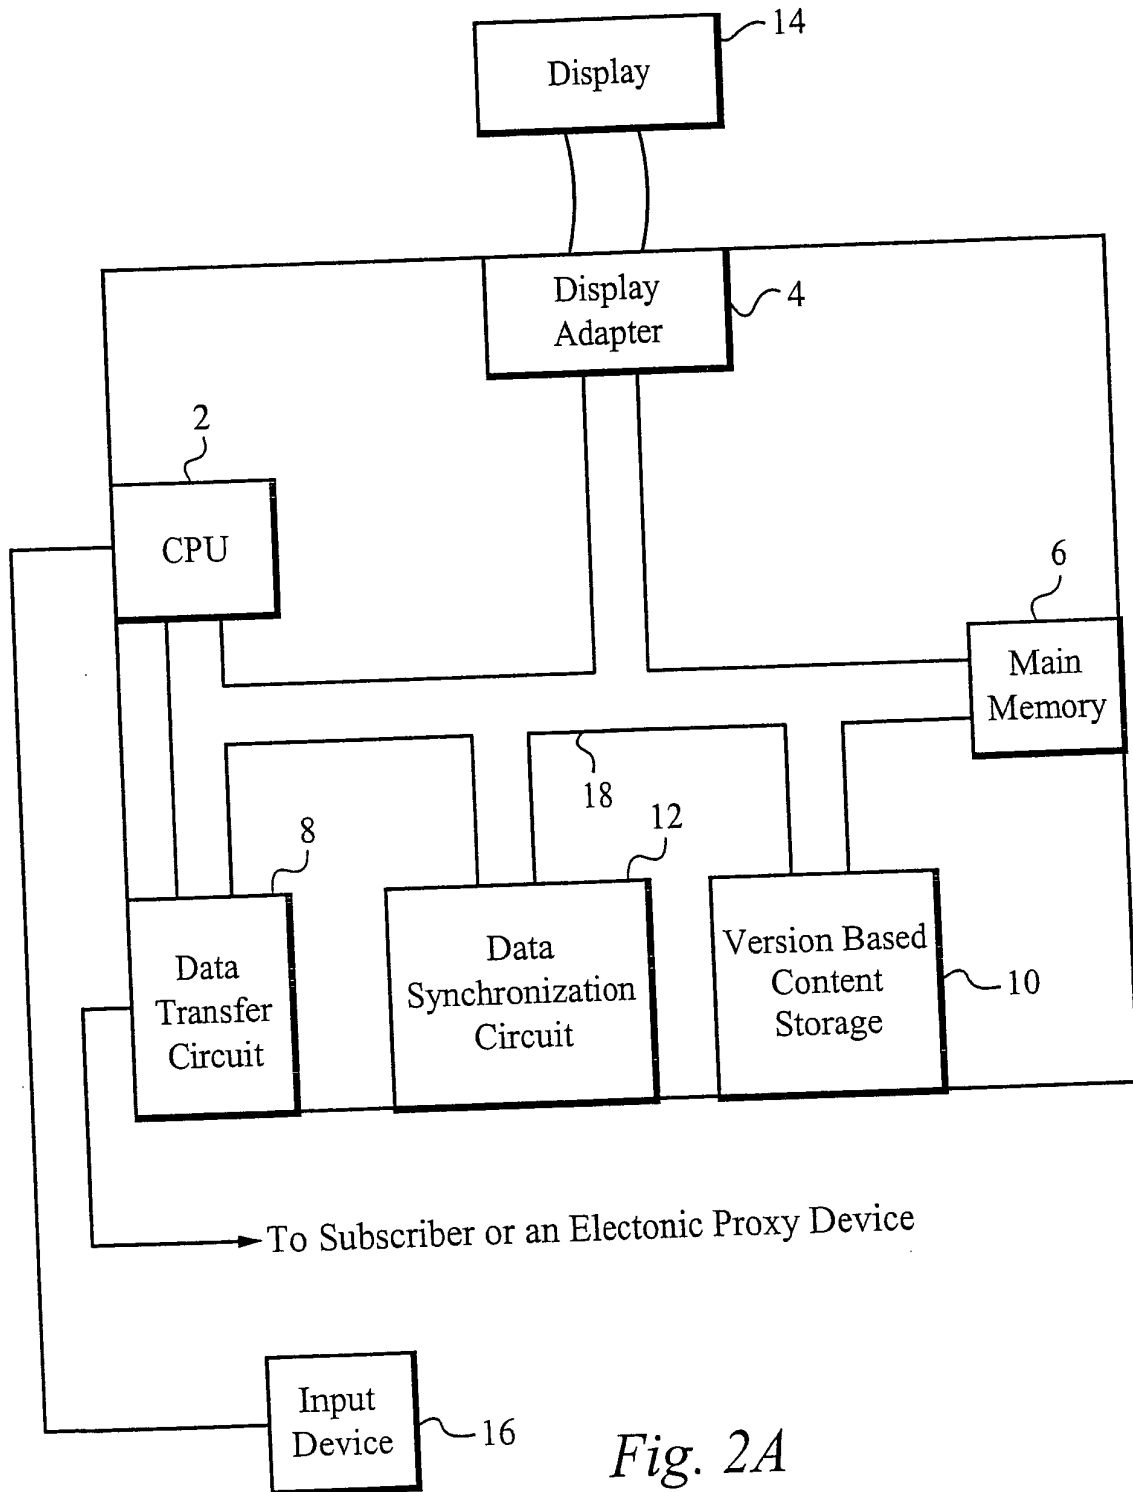 14
Display
Display
Adapter
4
2
CPU
6
Main
Memory
18
8
12
Data
Transfer
Circuit
Data
Synchronization
Circuit
Version Based
Content
Storage
10
To Subscriber or an Electonic Proxy Device
Input
Device
16
Fig. 2A